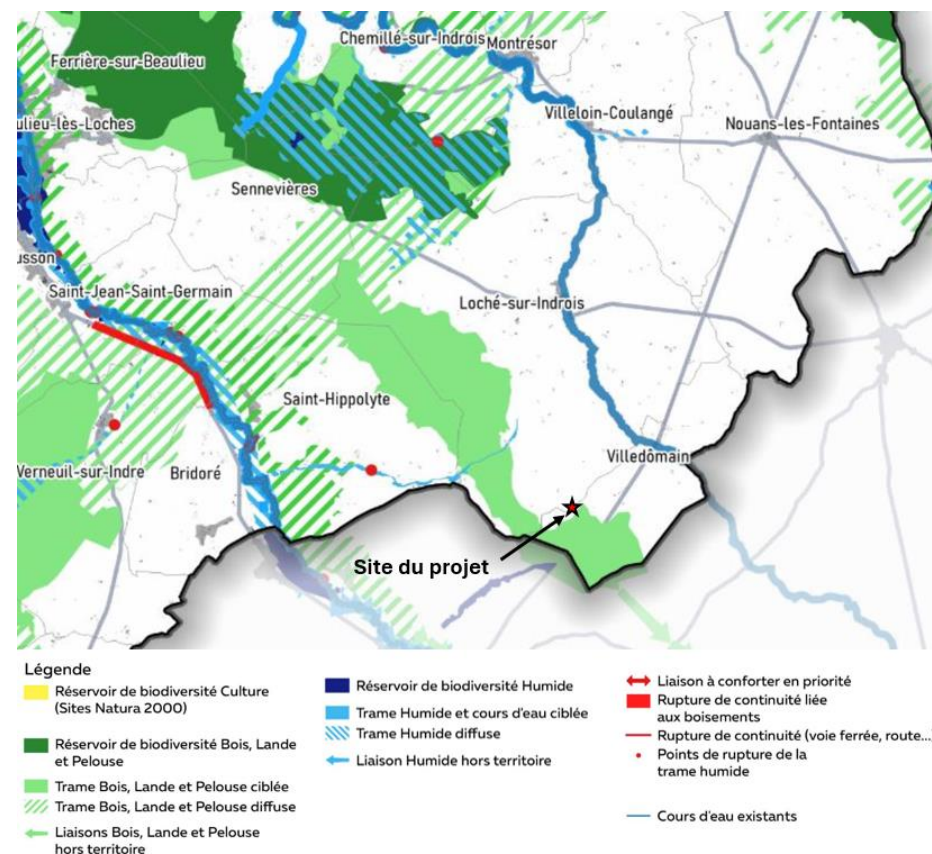 Chemillé-sur-Indrois
Montrésor
Ferrière-sur-Beaulieu
Villeloin-Coulangé
ulieu-lès-Loches
Nouans-les-Fontaines
Sennevières
usson
Saint-Jean-Saint-Germain
Loché-sur-Indrois
Saint-Hippolyte
Villedômain
Verneuil-sur-Indre
Bridoré
Site du projet
Légende
Réservoir de biodiversité Culture
(Sites Natura 2000)
Réservoir de biodiversité Bois, Lande
et Pelouse
Trame Bois, Lande et Pelouse ciblée
Trame Bois, Lande et Pelouse diffuse
Liaisons Bois, Lande et Pelouse
hors territoire
Réservoir de biodiversité Humide
Trame Humide et cours d'eau ciblée
Trame Humide diffuse
Liaison Humide hors territoire
Liaison à conforter en priorité
Rupture de continuité liée
aux boisements
Rupture de continuité (voie ferrée, route...
Points de rupture de la
trame humide
Cours d'eau existants